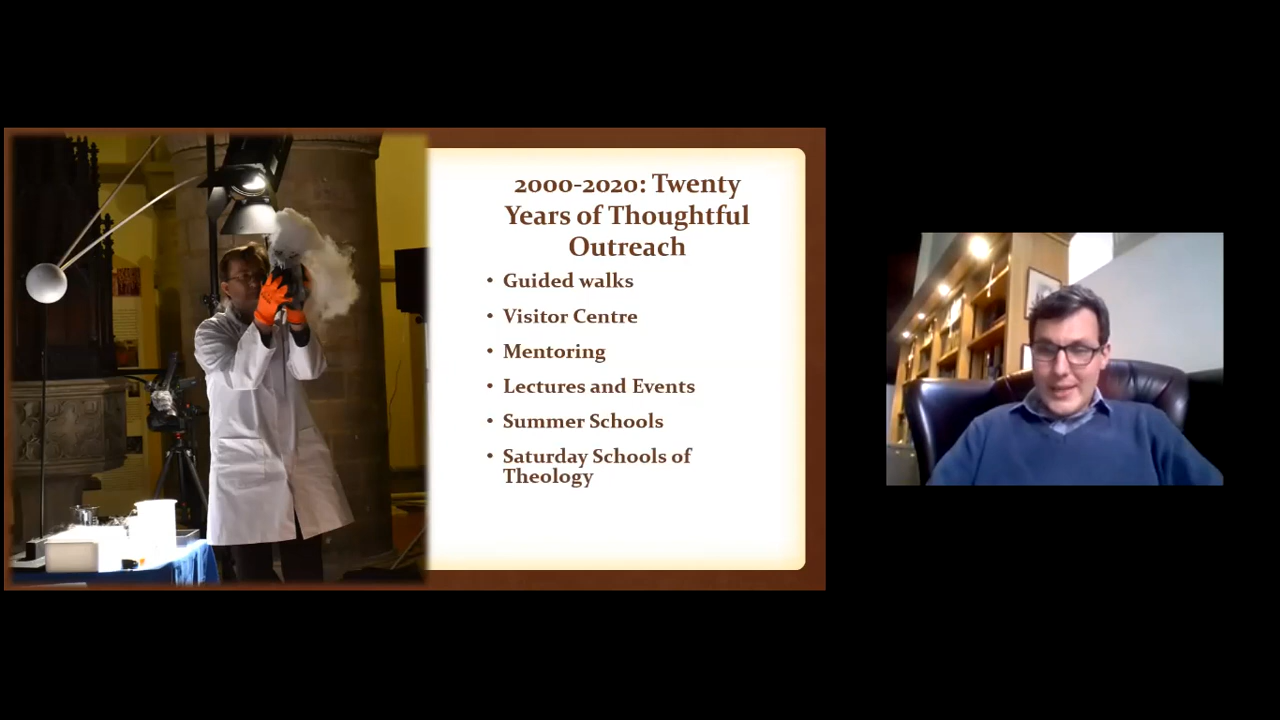 2000-2020: Twenty
Years of Thoughtful
Outreach
• Guided walks
• Visitor Centre
• Mentoring
• Lectures and Events
• Summer Schools
• Saturday Schools of
Theology